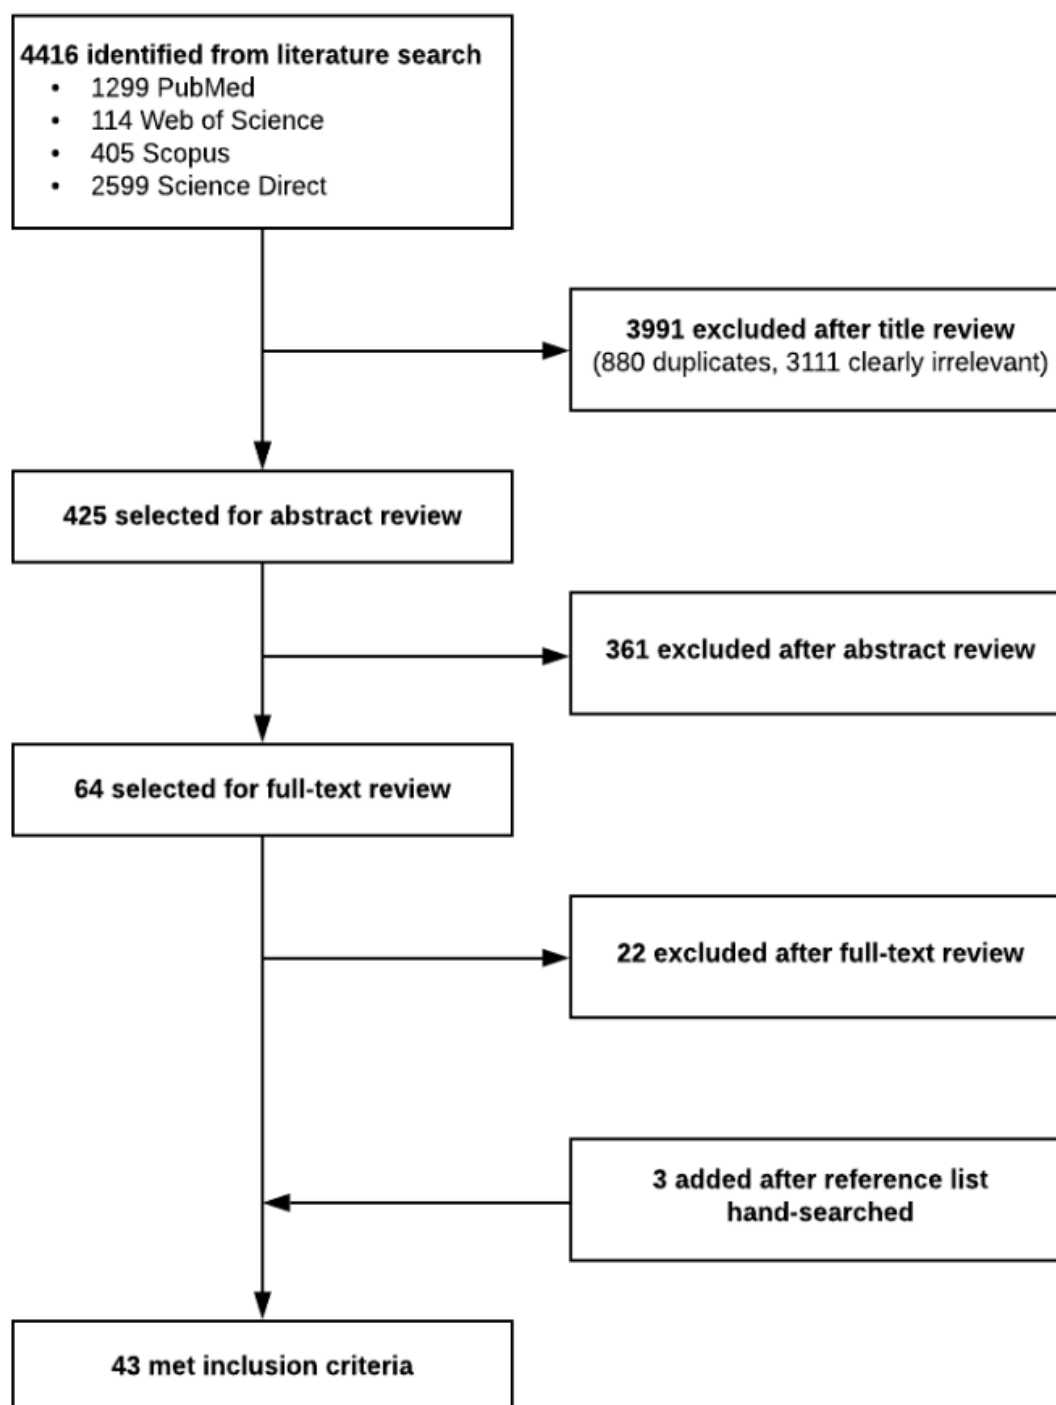 4416 identified from literature search
• 1299 PubMed
• 114 Web of Science
• 405 Scopus
• 2599 Science Direct
3991 excluded after title review
(880 duplicates, 3111 clearly irrelevant)
425 selected for abstract review
361 excluded after abstract review
64 selected for full-text review
22 excluded after full-text review
3 added after reference list
hand-searched
43 met inclusion criteria